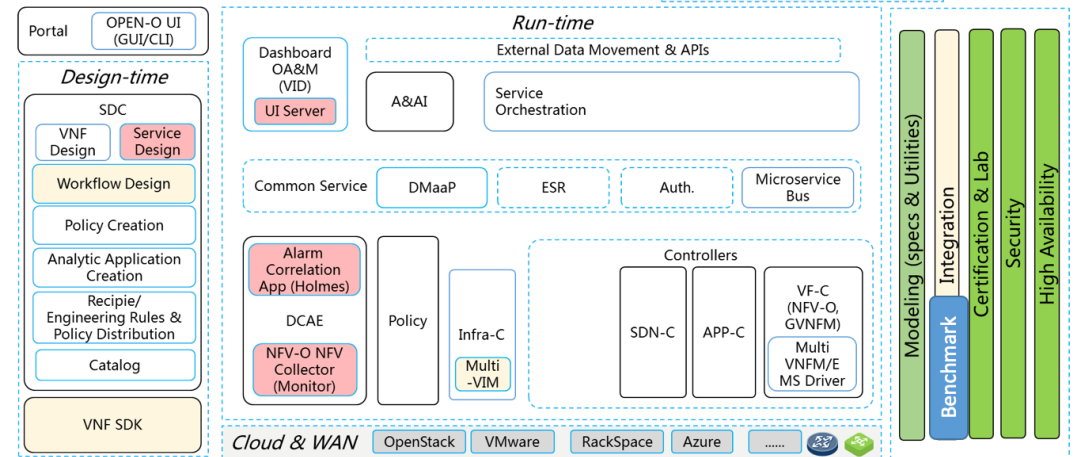 Portal
OPEN-O UI
(GUI/CLI)
Design-time
SDC
VNF
Design
Service
Design
Workflow Design
Policy Creation
Analytic Application
Creation
Recipie/
Engineering Rules &
Policy Distribution
Catalog
VNF SDK
Run-time
Dashboard
OA&M
(VID)
UI Server
External Data Movement & APIs
A&AI
Service
Orchestration
Common Service
DMaaP
ESR
Auth.
Microservice
Bus
Alarm
Correlation
App (Holmes)
DCAE
NFV-O NFV
Collector
(Monitor)
Policy
Infra-C
Multi
-VIM
Controllers
SDN-C
APP-C
VF-C
(NFV-O,
GVNFM)
Multi
VNFM/E
MS Driver
Cloud & WAN
OpenStack
VMware
RackSpace
Azure
......
Modeling (specs & Utilities)
Integration
Benchmark
Certification & Lab
Security
High Availability